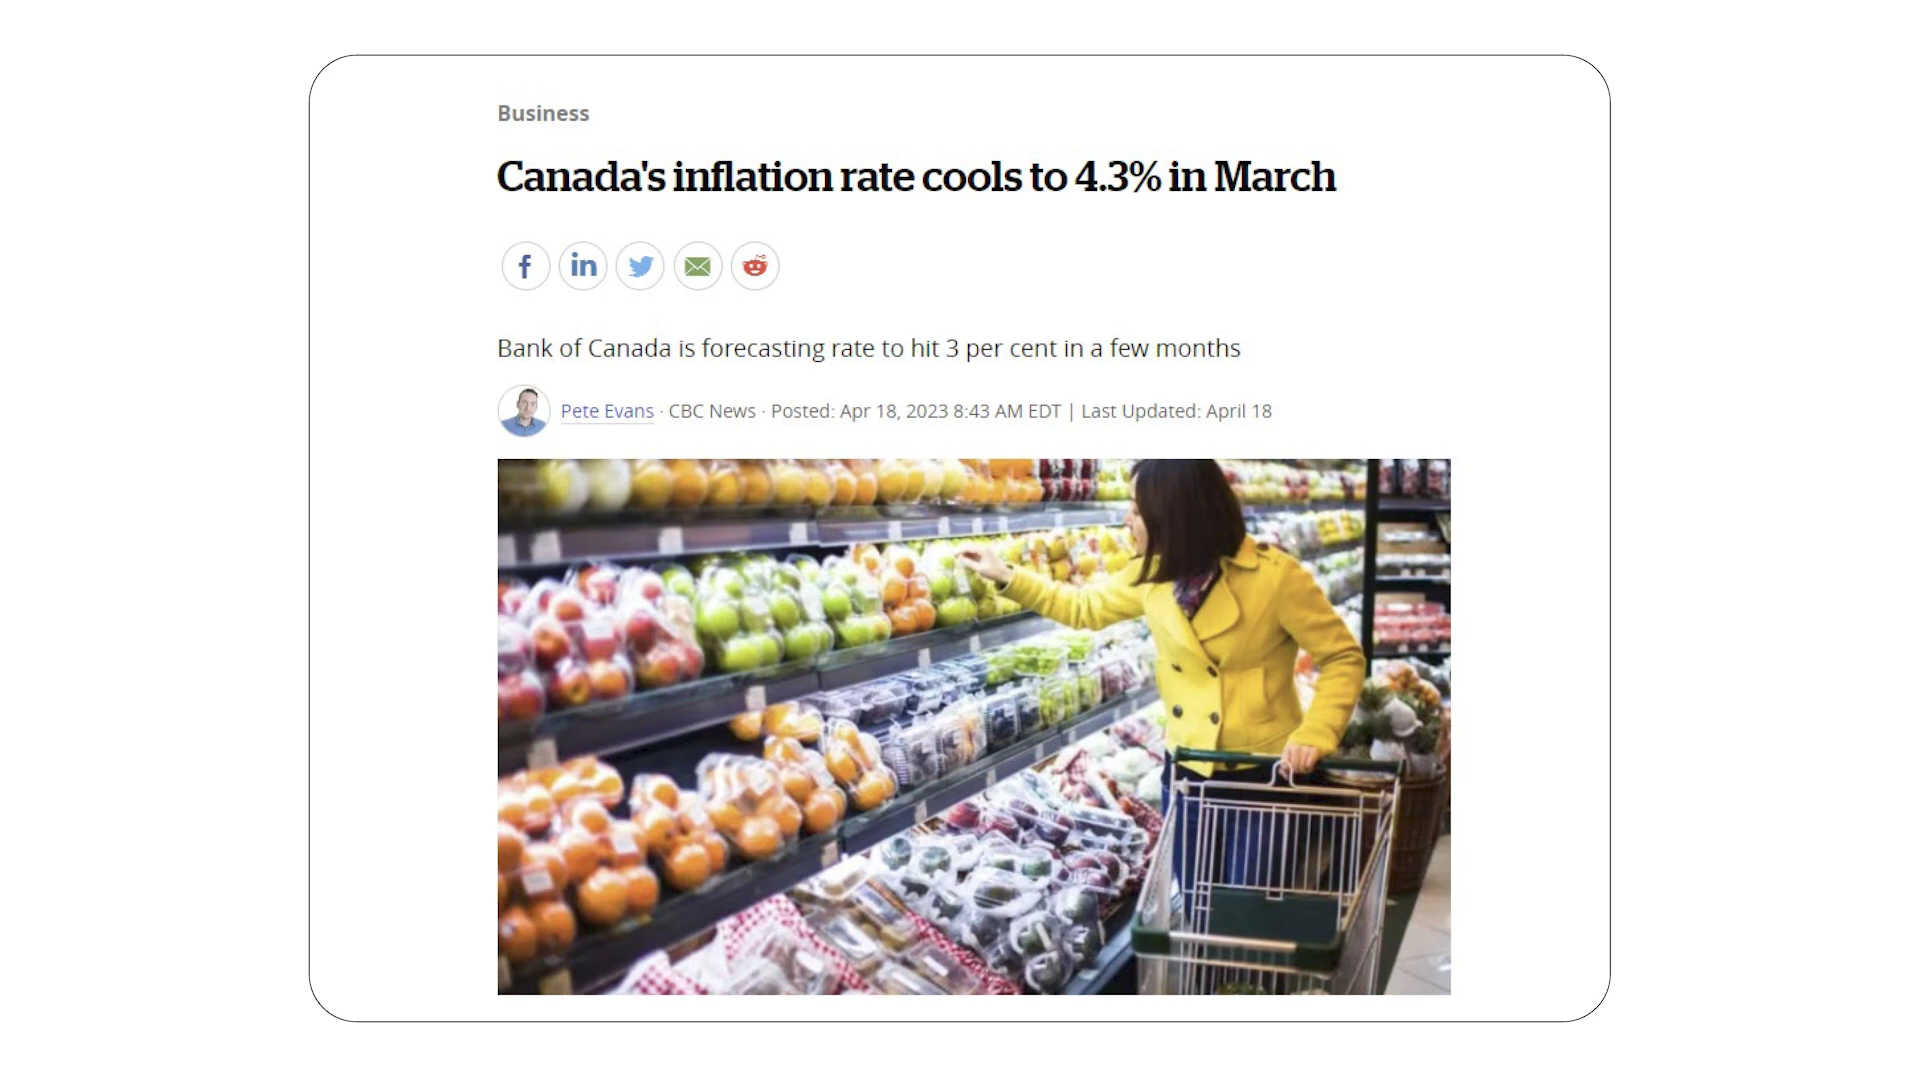 Business
Canada's inflation rate cools to 4.3% in March
f in
Bank of Canada is forecasting rate to hit 3 per cent in a few months
Pete Evans · CBC News · Posted: Apr 18, 2023 8:43 AM EDT | Last Updated: April 18